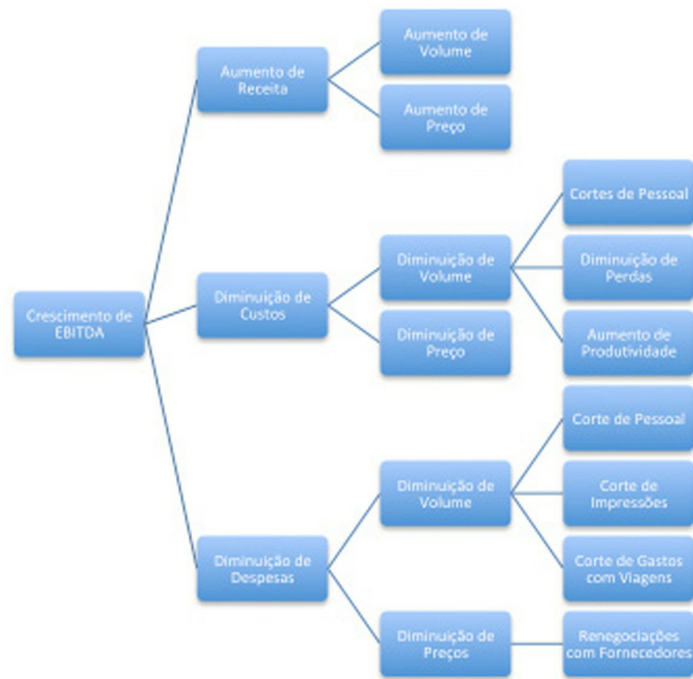 Crescimento de
EBITDA
Aumento de
Receita
Aumento de
Volume
Aumento de
Preço
Diminuição de
Custos
Diminuição de
Volume
Cortes de Pessoal
Diminuição de
Perdas
Aumento de
Produtividade
Diminuição de
Preço
Diminuição de
Despesas
Diminuição de
Volume
Corte de Pessoal
Corte de
Impressões
Corte de Gastos
com Viagens
Diminuição de
Preços
Renegociações
com Fornecedores